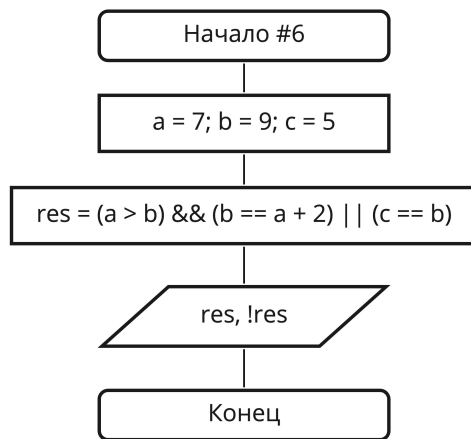 Начало #6
a = 7; b = 9; c = 5
res = (a > b) && (b == a + 2) || (c == b)
res, !res
Конец